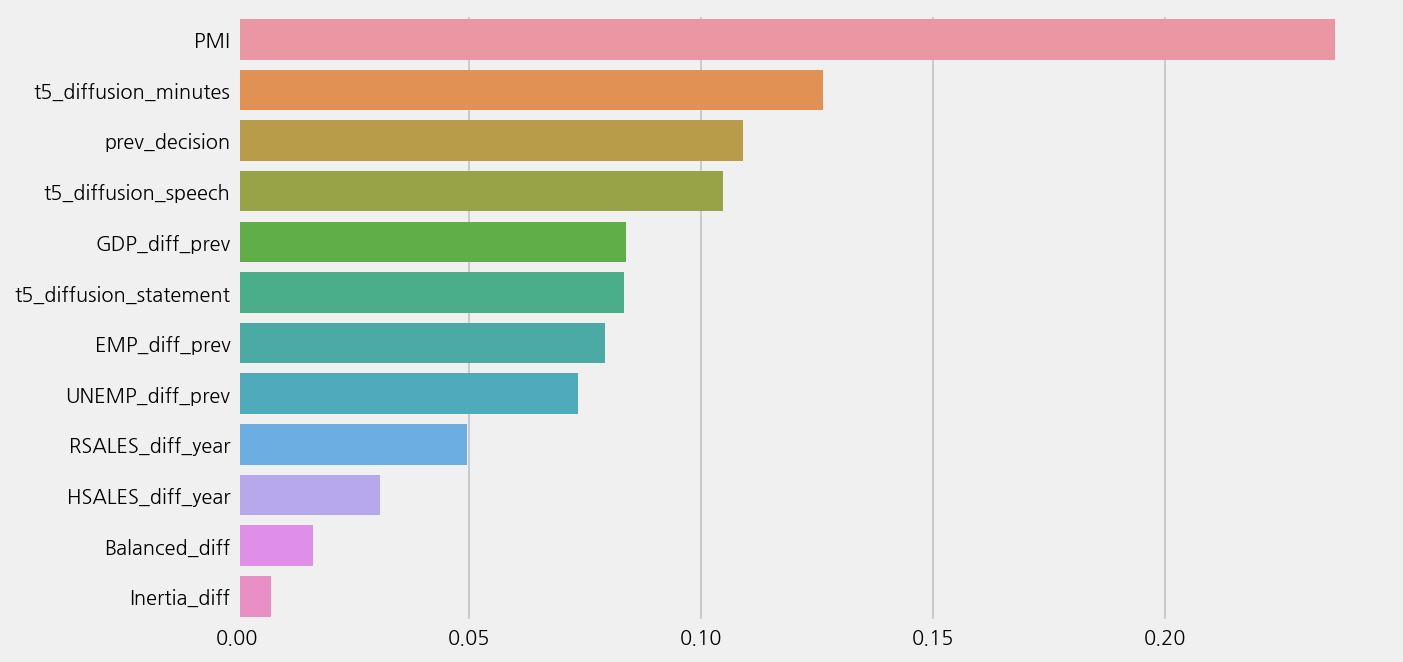 PMI
t5_diffusion_minutes
prev_decision
t5_diffusion_speech
GDP_diff_prev
t5_diffusion_statement
EMP_diff_prev
UNEMP_diff_prev
RSALES_diff_year
HSALES_diff_year
Balanced_diff
Inertia_diff
0.00 0.05 0.10 0.15 0.20